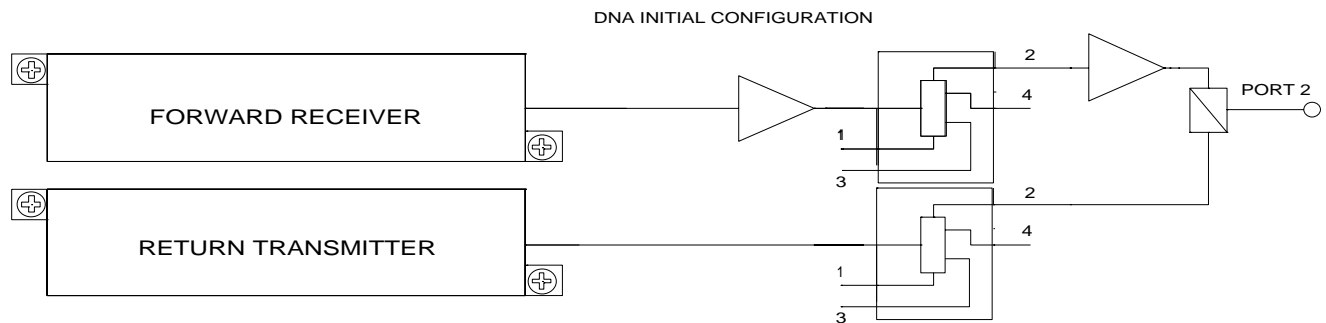 DNA INITIAL CONFIGURATION
2
PORT 2
4
FORWARD RECEIVER
1
3
2
4
RETURN TRANSMITTER
1
3